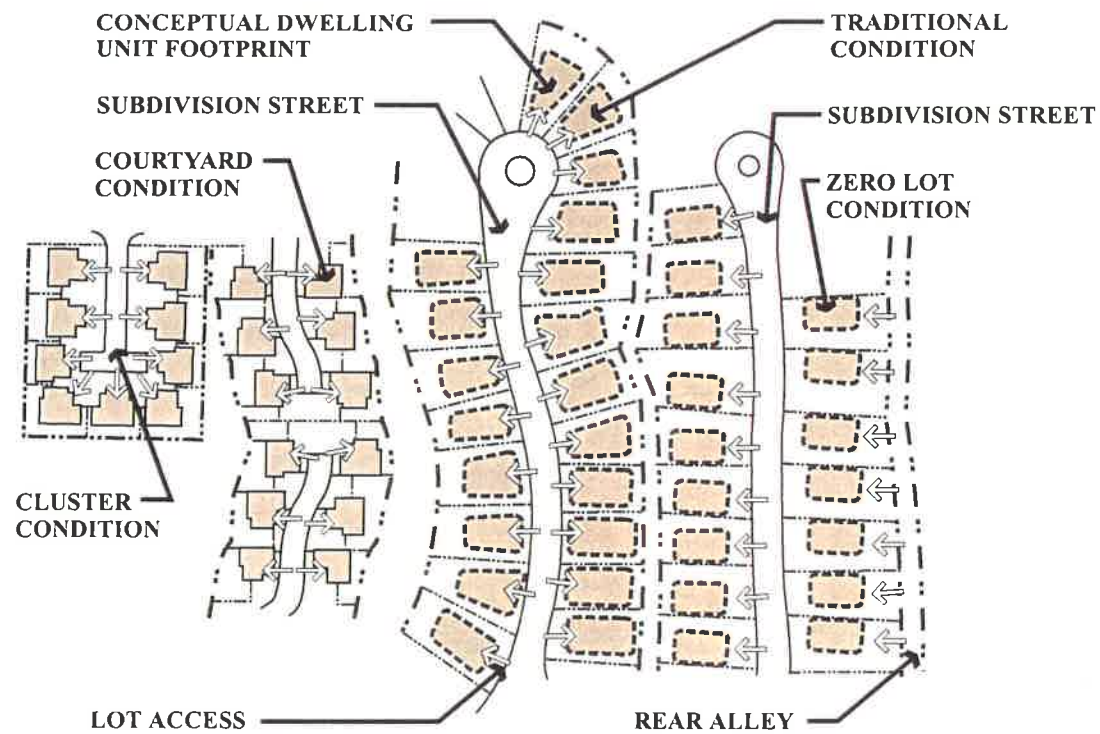 CONCEPTUAL DWELLING
UNIT FOOTPRINT
TRADITIONAL
CONDITION
SUBDIVISION STREET
SUBDIVISION STREET
COURTYARD
CONDITION
ZERO LOT
CONDITION
CLUSTER
CONDITION
LOT ACCESS
REAR ALLEY